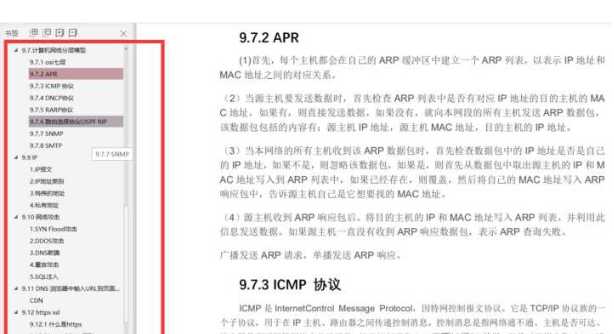 书签
9.7.计算机网络分层模型
9.7.1 osi七层
9.7.2 APR
9.7.3 ICMP 协议
9.7.4 DNCP协议
9.7.5 RARP协议
9.7.6 路由选择协议OSPF RIP
9.7.7 SNMP
9.7.8 SMTP
9.7.7 SNMP
9.9 IP
1.IP报文
2.IP地址类别
3.特殊的地址
4.私有地址
9.10 网络攻击
1.SYN Flood攻击
2.DDOS攻击
3.DNS欺骗
4.重放攻击
5.SQL注入
9.11 DNS 浏览器中输入URL到页面...
CDN
9.12 https ssl
9.12.1 什么是https
9.7.2 APR
(1)首先，每个主机都会在自己的 ARP 缓冲区中建立一个 ARP 列表，以表示 IP 地址和
MAC 地址之间的对应关系。
（2）当源主机要发送数据时，首先检查 ARP 列表中是否有对应 IP 地址的目的主机的 MA
C 地址，如果有，则直接发送数据，如果没有，就向本网段的所有主机发送 ARP 数据包，
该数据包包括的内容有：源主机 IP 地址，源主机 MAC 地址，目的主机的 IP 地址。
（3）当本网络的所有主机收到该 ARP 数据包时，首先检查数据包中的 IP 地址是否是自己
的 IP 地址，如果不是，则忽略该数据包，如果是，则首先从数据包中取出源主机的 IP 和 M
AC 地址写入到 ARP 列表中，如果已经存在，则覆盖，然后将自己的 MAC 地址写入 ARP
响应包中，告诉源主机自己是它想要找的 MAC 地址。
（4）源主机收到 ARP 响应包后。将目的主机的 IP 和 MAC 地址写入 ARP 列表，并利用此
信息发送数据。如果源主机一直没有收到 ARP 响应数据包，表示 ARP 查询失败。
广播发送 ARP 请求，单播发送 ARP 响应。
9.7.3 ICMP 协议
ICMP 是 InternetControl Message Protocol，因特网控制报文协议。它是 TCP/IP 协议族的一
个子协议，用于在 IP 主机、路由器之间传递控制消息。控制消息是指网络通不通、主机是否可达、